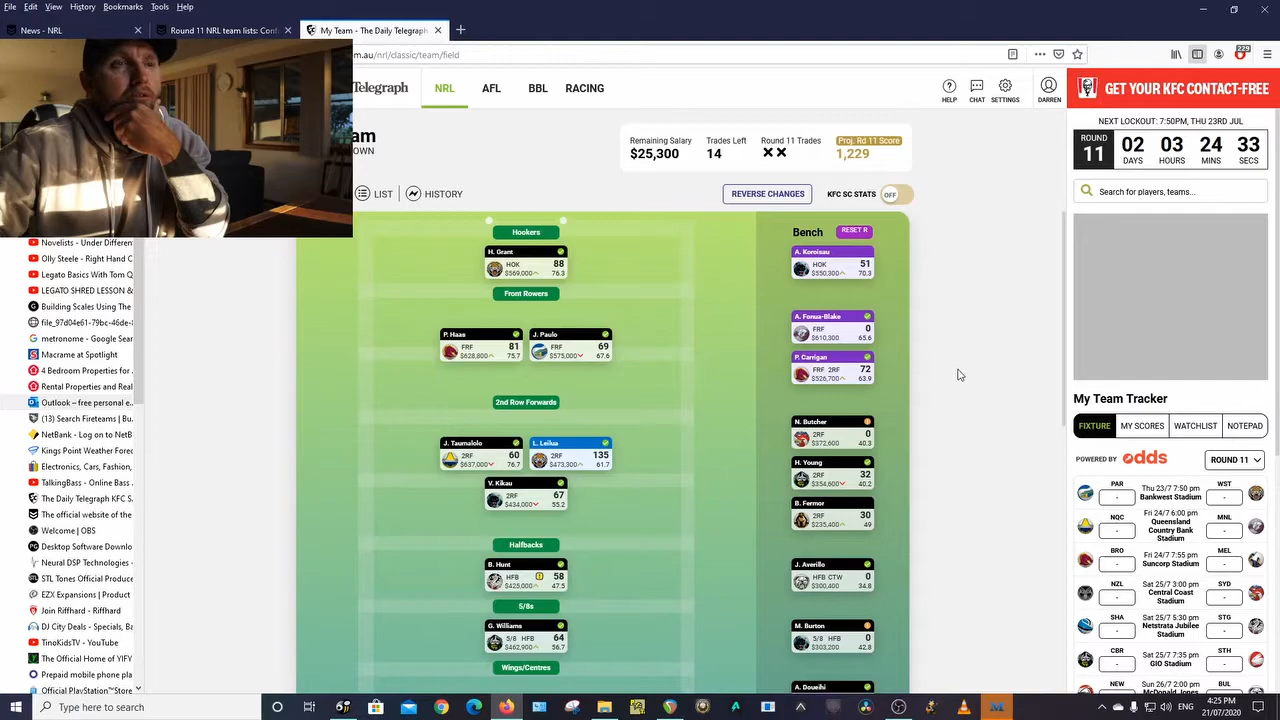 File Edit View History Bookmarks Tools Help
News - NRL
Round 11 NRL team lists: Conf
My Team - The Daily Telegraph
m.au/nrl/classic/team/field
229
Telegraph
NRL
AFL
BBL
RACING
HELP
CHAT
SETTINGS
DARREN
GET YOUR KFC CONTACT-FREE
am
OWN
Remaining Salary
$25,300
Trades Left
14
Round 11 Trades
Proj. Rd 11 Score
1,229
NEXT LOCKOUT: 7:50PM, THU 23RD JUL
ROUND
11
02
DAYS
03
HOURS
24
MINS
33
SECS
Search for players, teams...
LIST
HISTORY
REVERSE CHANGES
KFC SC STATS
OFF
Hookers
H. Grant
HOK
88
$569,000
76.3
Front Rowers
P. Haas
FRF
81
$628,800
75.7
J. Paulo
FRF
69
$575,000
67.6
2nd Row Forwards
J. Taumalolo
2RF
60
$637,000
76.7
L. Leilua
2RF
135
$473,300
61.7
V. Kikau
2RF
67
$434,000
55.2
Halfbacks
B. Hunt
HFB
58
$425,000
47.5
5/8s
G. Williams
5/8 HFB
64
$462,900
56.7
Wings/Centres
Bench
RESET R
A. Koroisau
HOK
51
$550,300
70.3
A. Fonua-Blake
FRF
0
$610,300
65.6
P. Carrigan
FRF 2RF
72
$526,700
63.9
N. Butcher
2RF
0
$372,600
40.3
H. Young
2RF
32
$354,600
40.2
B. Fermor
2RF
30
$235,400
49
J. Averillo
HFB CTW
0
$300,400
34.8
M. Burton
5/8 HFB
0
$303,200
42.8
A. Doueihi
My Team Tracker
FIXTURE
MY SCORES
WATCHLIST
NOTEPAD
POWERED BY
odds
ROUND 11
PAR
Thu 23/7 7:50 pm
Bankwest Stadium
WST
NQC
Fri 24/7 6:00 pm
Queensland
Country Bank
Stadium
MNL
BRO
Fri 24/7 7:55 pm
Suncorp Stadium
MEL
NZL
Sat 25/7 3:00 pm
Central Coast
Stadium
SYD
SHA
Sat 25/7 5:30 pm
Netstrata Jubilee
Stadium
STG
CBR
Sat 25/7 7:35 pm
GIO Stadium
STH
NEW
Sun 26/7 2:00 pm
McDonald Jones
BUL
Novelists - Under Differen
Olly Steele - Right Hand C
Legato Basics With Tom Q
LEGATO SHRED LESSON &
Building Scales Using The
file_97d04e61-79bc-46de-8
metronome - Google Sear
Macrame at Spotlight
4 Bedroom Properties for
Rental Properties and Real
Outlook – free personal e..
(13) Search Fireteams | Bu..
NetBank - Log on to NetB
Kings Point Weather Forec
Electronics, Cars, Fashion,
TalkingBass - Online Bass
The Daily Telegraph KFC S..
The official website of the
Welcome | OBS
Desktop Software Downlo
Neural DSP Technologies -
STL Tones Official Produce
EZX Expansions | Product
Join Riffhard - Riffhard
DJ City Deals - Specials, Ba
TinoKidsTV - YouTube
The Official Home of YIFY
Prepaid mobile phone pla
Official PlayStation™Store
Type here to search
4:25 PM
21/07/2020